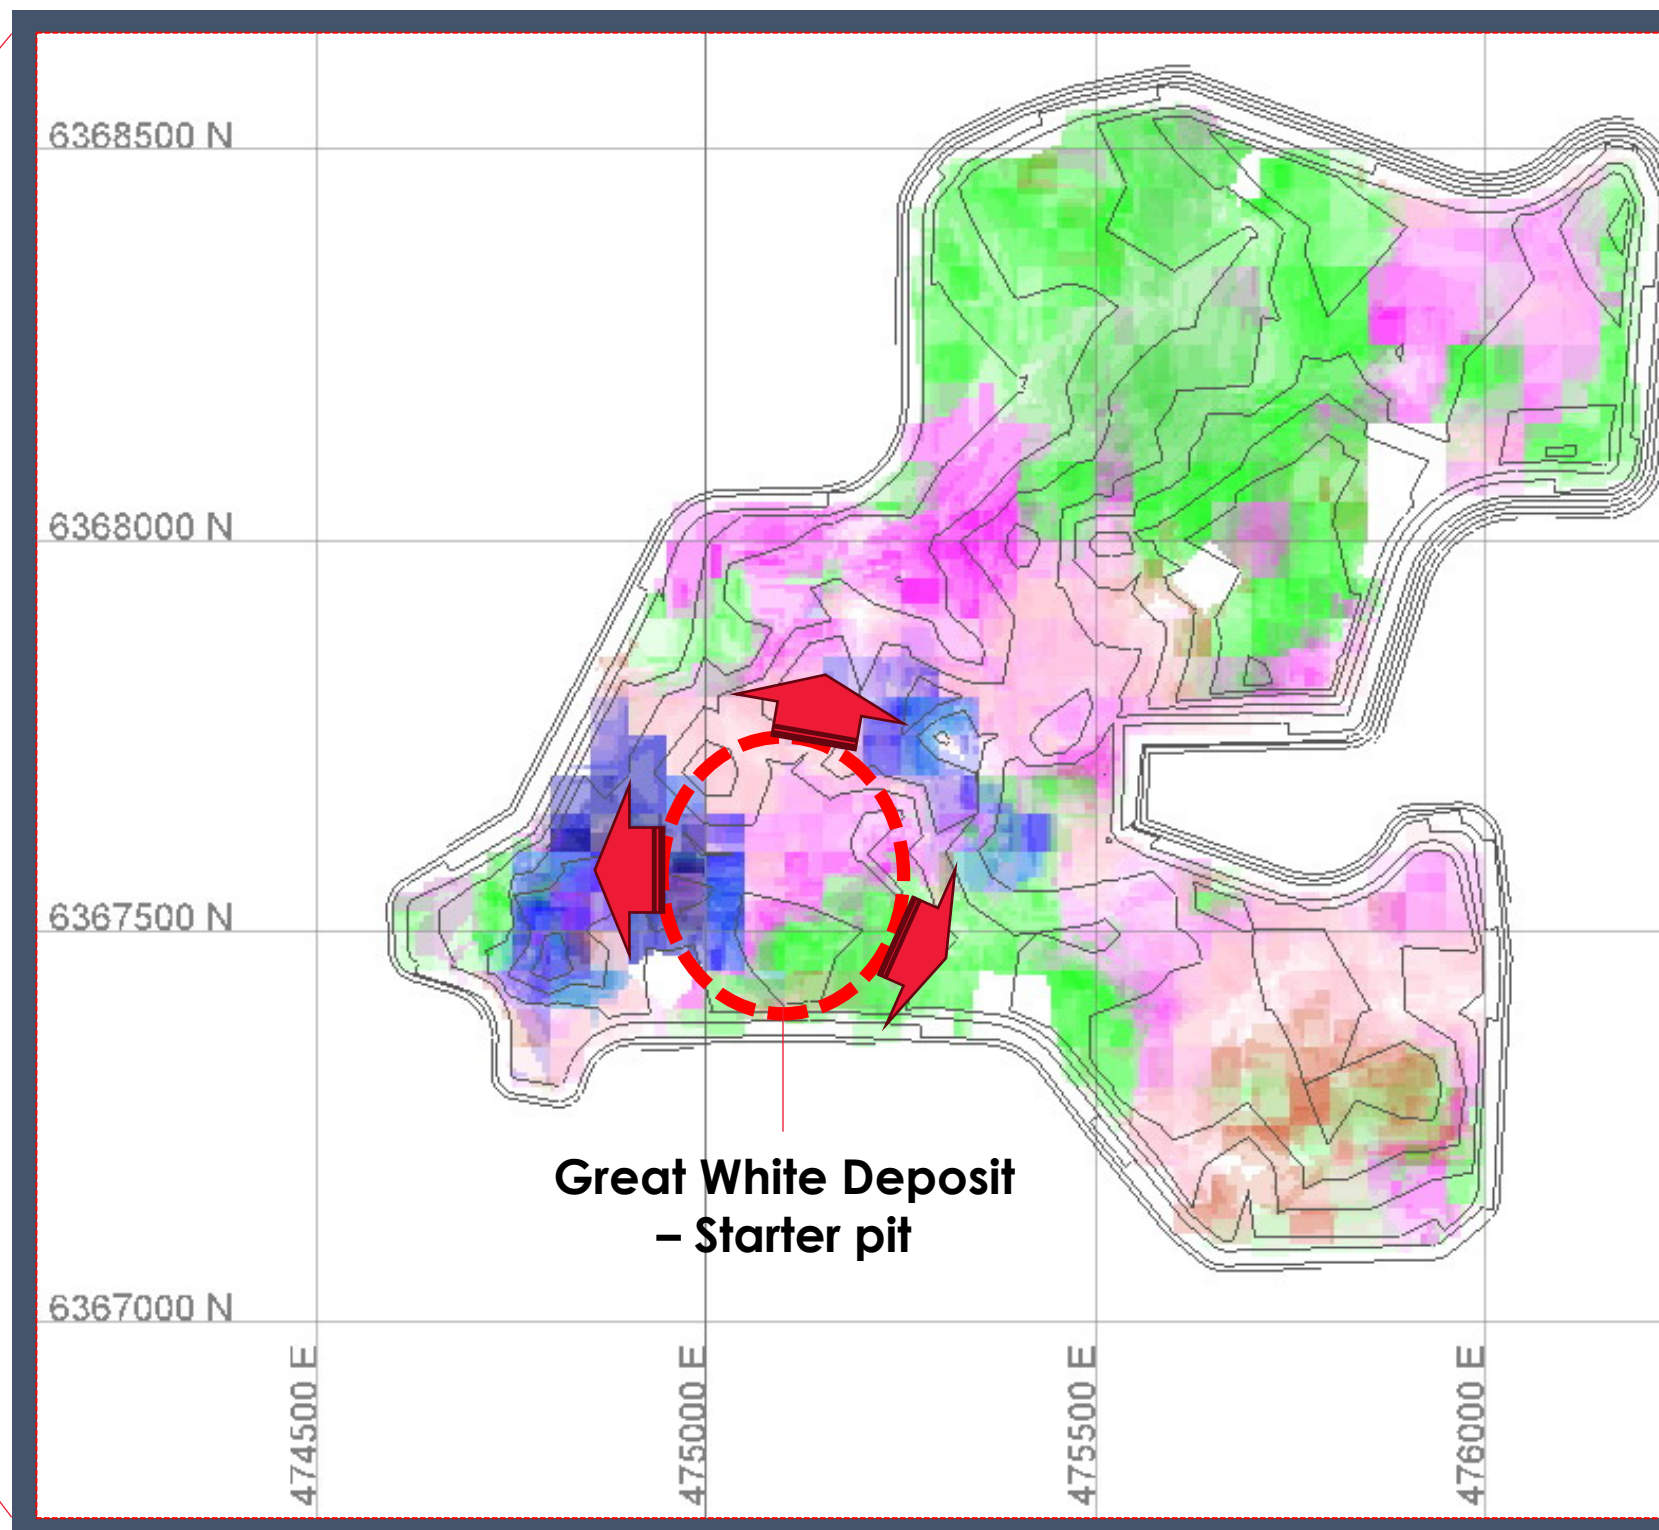 6368500 N
6368000 N
6367500 N
Great White Deposit
– Starter pit
6367000 N
474500 E
475000 E
475500 E
476000 E